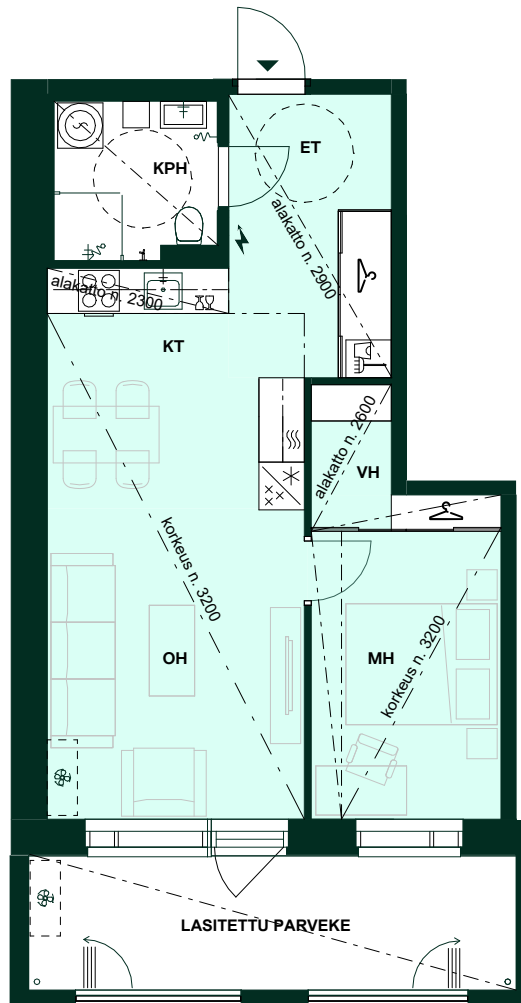 ET
KPH
alakatto n. 2900
alakatto n. 2300
KT
alakatto n. 2600
VH
korkeus n. 3200
OH
MH
korkeus n. 3200
LASITETTU PARVEKE